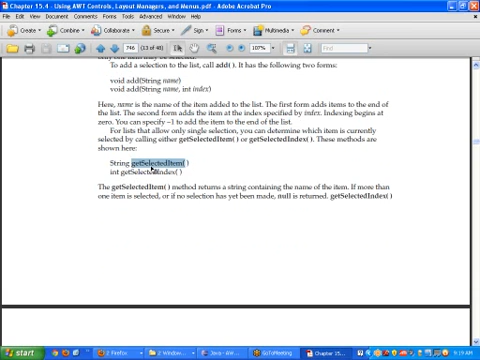 Chapter 15.4 - Using AWT Controls, Layout Managers, and Menus.pdf - Adobe Acrobat Pro
File Edit View Document Comments Forms Tools Advanced Window Help
Create Combine Collaborate Secure Sign Forms Multimedia Comment
746 (13 of 48) 107% Find
To add a selection to the list, call add( ). It has the following two forms:
void add(String name)
void add(String name, int index)
Here, name is the name of the item added to the list. The first form adds items to the end of
the list. The second form adds the item at the index specified by index. Indexing begins at
zero. You can specify –1 to add the item to the end of the list.
For lists that allow only single selection, you can determine which item is currently
selected by calling either getSelectedItem( ) or getSelectedIndex( ). These methods are
shown here:
String getSelectedItem( )
int getSelectedIndex( )
The getSelectedItem( ) method returns a string containing the name of the item. If more
than one item is selected, or if no selection has yet been made, null is returned. getSelectedIndex( )
start 2 Firefox 2 Windows... Java - AW... GoToMeeting Chapter 15.... 9:19 AM